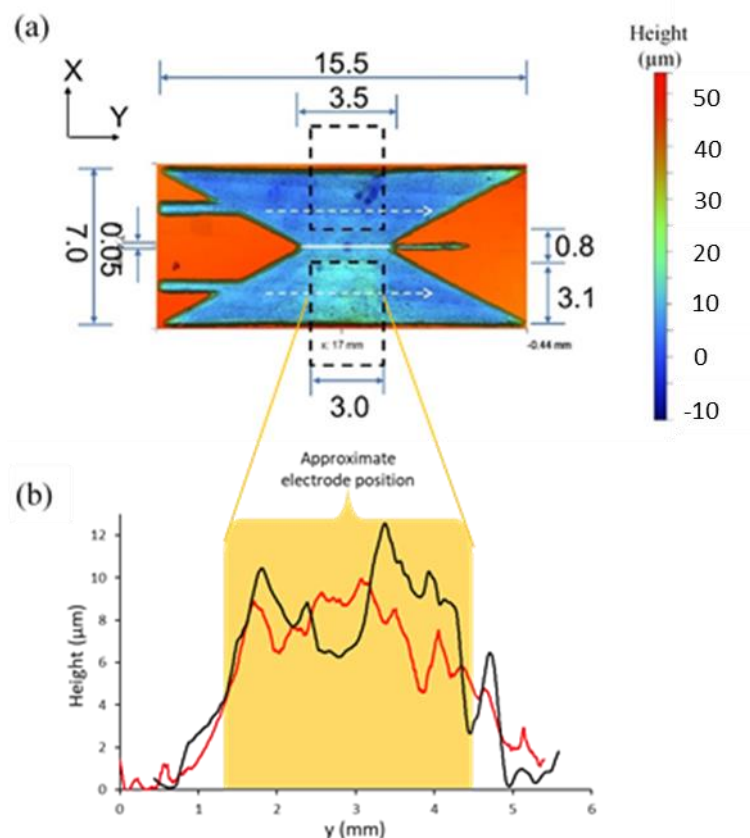 (a)
Height
(µm)
X
Y
15.5
3.5
50
40
30
20
10
0
-10
7.0
0.05
0.8
3.1
x: 17 mm
-0.44 mm
3.0
Approximate
electrode position
(b)
Height (µm)
12
10
8
6
4
2
0
0 1 2 3 4 5 6
y (mm)